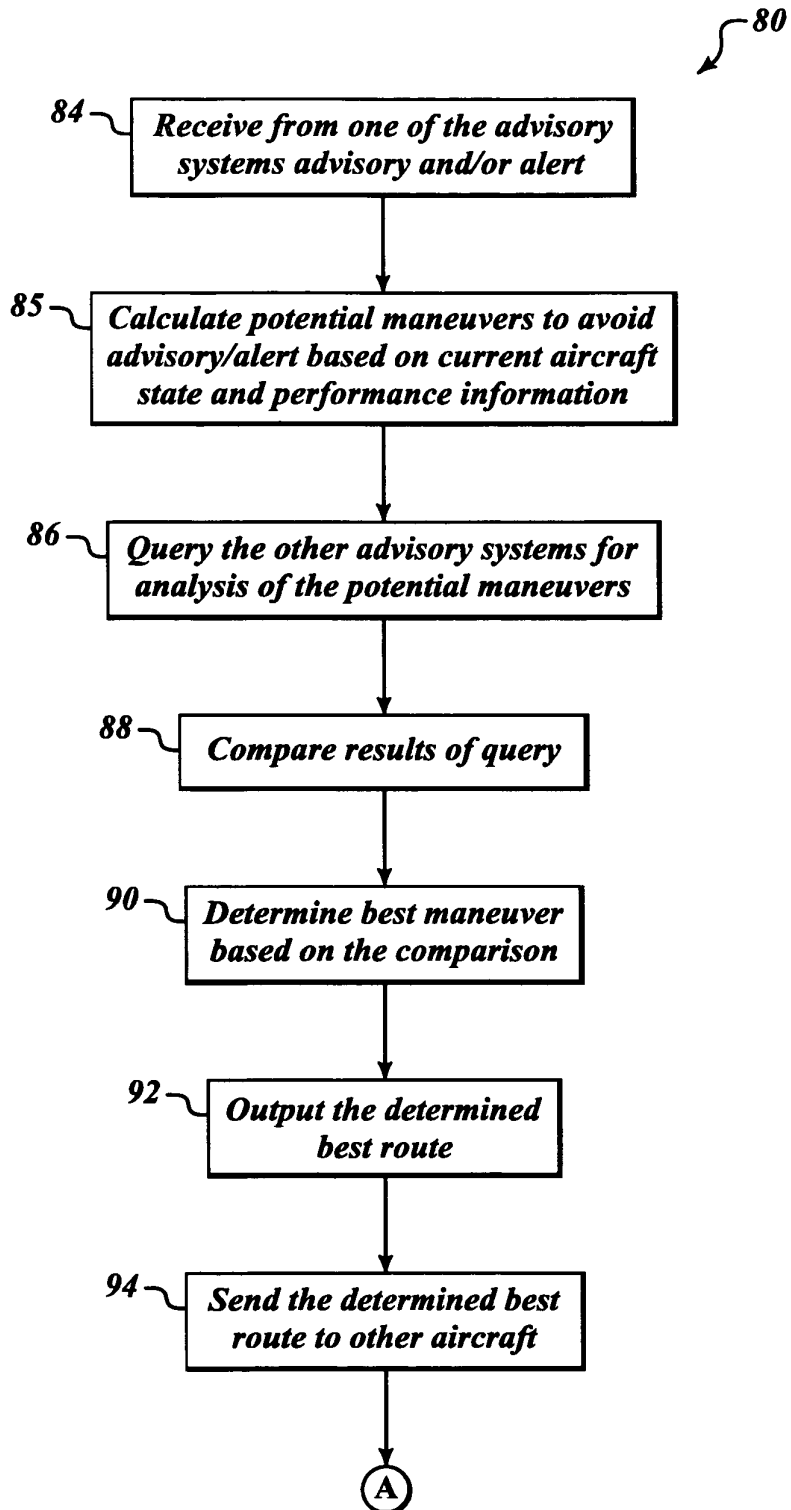 80
84
Receive from one of the advisory
systems advisory and/or alert
85
Calculate potential maneuvers to avoid
advisory/alert based on current aircraft
state and performance information
86
Query the other advisory systems for
analysis of the potential maneuvers
88
Compare results of query
90
Determine best maneuver
based on the comparison
92
Output the determined
best route
94
Send the determined best
route to other aircraft
A